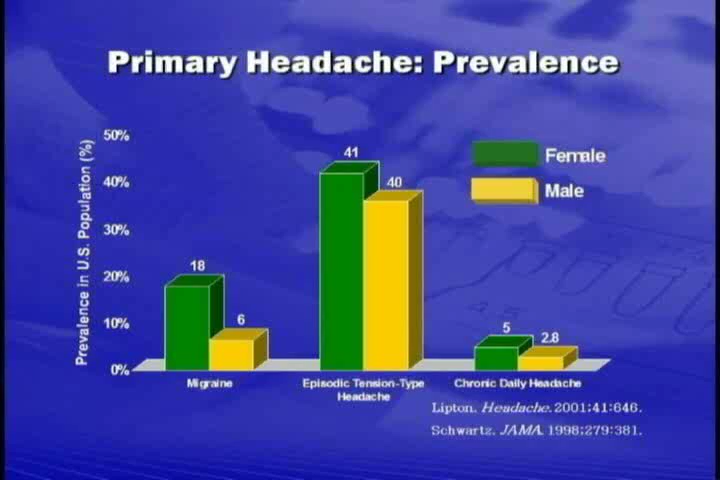 Primary Headache: Prevalence
Prevalence in U.S. Population (%)
50%
40%
30%
20%
10%
0%
18
6
41
40
5
2.8
Female
Male
Migraine
Episodic Tension-Type
Headache
Chronic Daily Headache
Lipton. Headache. 2001;41:646.
Schwartz. JAMA. 1998;279:381.